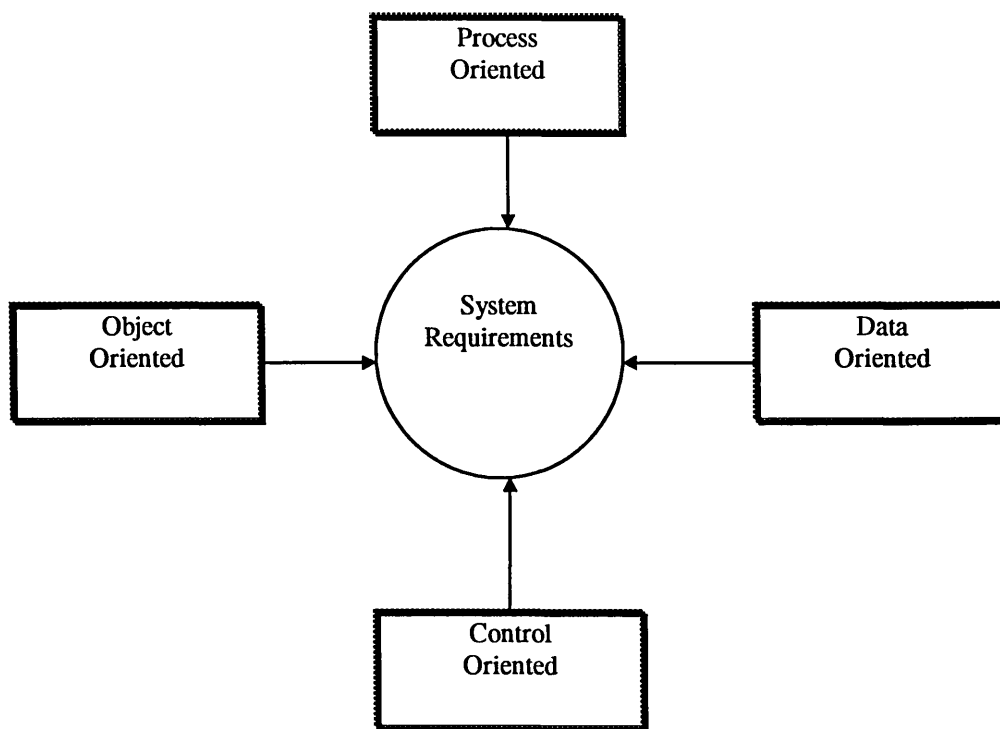 Process
Oriented
System
Requirements
Object
Oriented
Data
Oriented
Control
Oriented